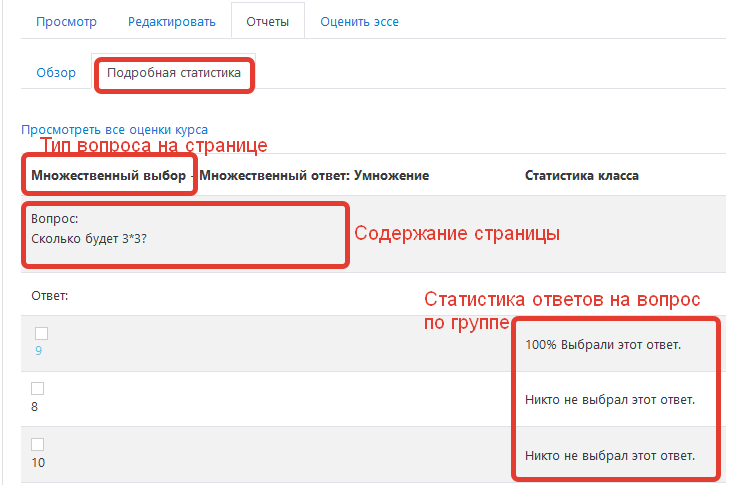 Просмотр Редактировать Отчеты Оценить эссе
Обзор Подробная статистика
Просмотреть все оценки курса
Тип вопроса на странице
Множественный выбор - Множественный ответ: Умножение Статистика класса
Вопрос:
Сколько будет 3*3?
Содержание страницы
Ответ:
Статистика ответов на вопрос
по группе
9 100% Выбрали этот ответ.
8 Никто не выбрал этот ответ.
10 Никто не выбрал этот ответ.